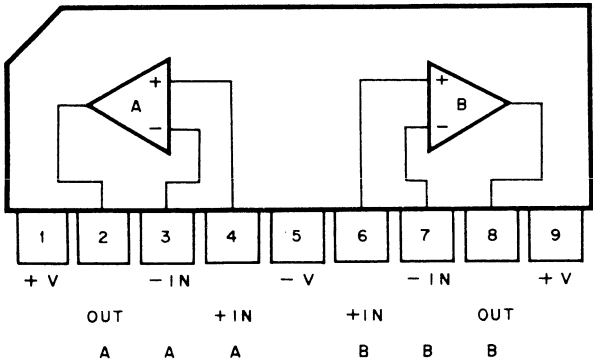 + +
A B
− −
1 2 3 4 5 6 7 8 9
+ V − IN − V − IN + V
OUT + IN + IN OUT
A A A B B B